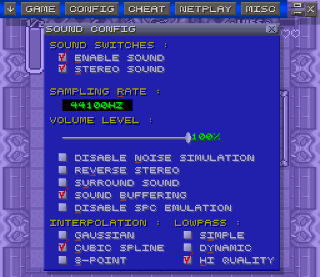 GAME CONFIG CHEAT NETPLAY MISC
SOUND CONFIG
SOUND SWITCHES :
ENABLE SOUND
STEREO SOUND
SAMPLING RATE :
44100HZ
VOLUME LEVEL :
100%
DISABLE NOISE SIMULATION
REVERSE STEREO
SURROUND SOUND
SOUND BUFFERING
DISABLE SPC EMULATION
INTERPOLATION : LOWPASS :
GAUSSIAN SIMPLE
CUBIC SPLINE DYNAMIC
8-POINT HI QUALITY